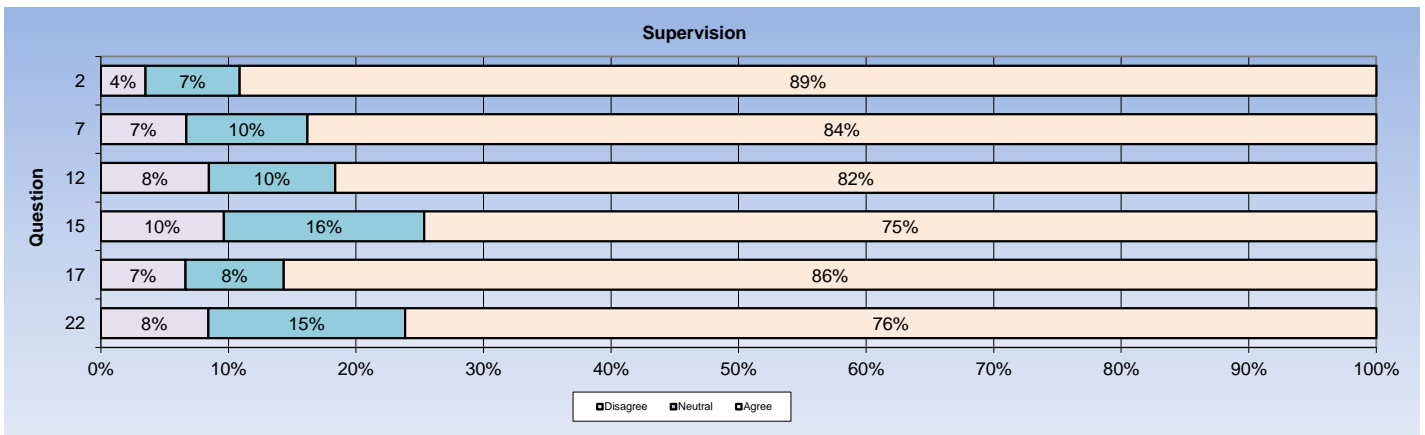 Supervision
2 4% 7% 89%
7 7% 10% 84%
12 8% 10% 82%
15 10% 16% 75%
17 7% 8% 86%
22 8% 15% 76%
Question
0% 10% 20% 30% 40% 50% 60% 70% 80% 90% 100%
Disagree Neutral Agree